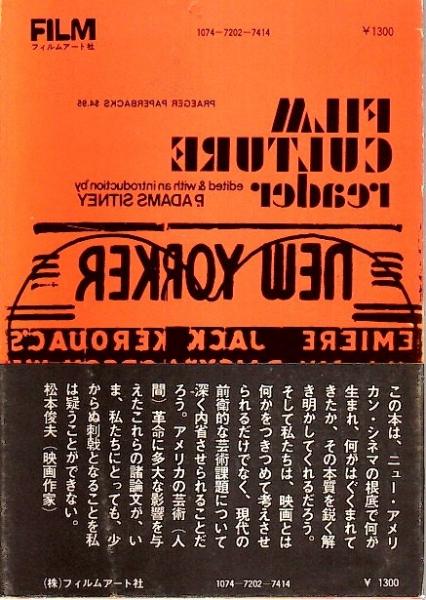 FILM
フィルムアート社
1074－7202－7414
￥1300
PRAEGER PAPERBACKS $4.95
FILM
CULTURE
reader
edited & with an introduction by
P. ADAMS SITNEY
NEW YORKER
EMIERE JACK KEROUAC'S
この本は、ニュー・アメリ
カン・シネマの根底で何が
生まれ、何がはぐくまれて
きたか、その本質を鋭く解
き明かしてくれるだろう。
そして私たちは、映画とは
何かをつきつめて考えさせ
られるだけでなく、現代の
前衛的な芸術課題について
深く内省させられることだ
ろう。アメリカの芸術（人
間）革命に多大な影響を与
えたこれらの諸論文が、い
ま、私たちにとっても、少
からぬ刺戟となることを私
は疑うことができない。
松本俊夫（映画作家）
（株）フィルムアート社
1074－7202－7414
￥ 1300